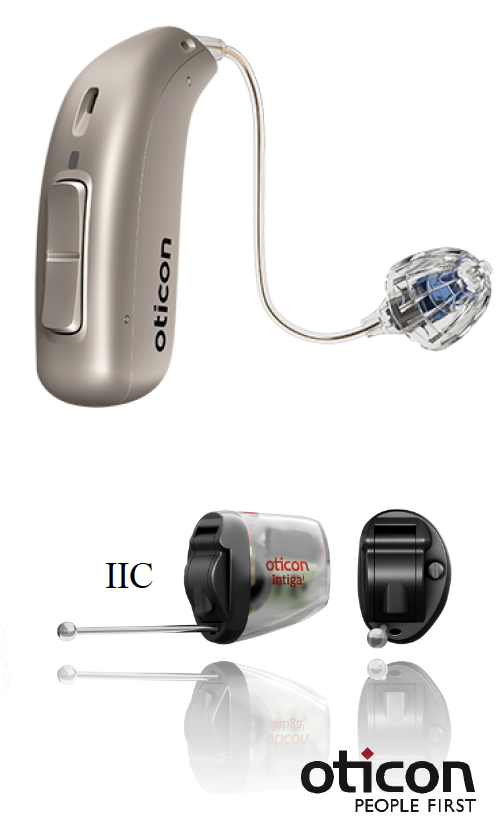 oticon
IIC
oticon
Intiga i
oticon
PEOPLE FIRST